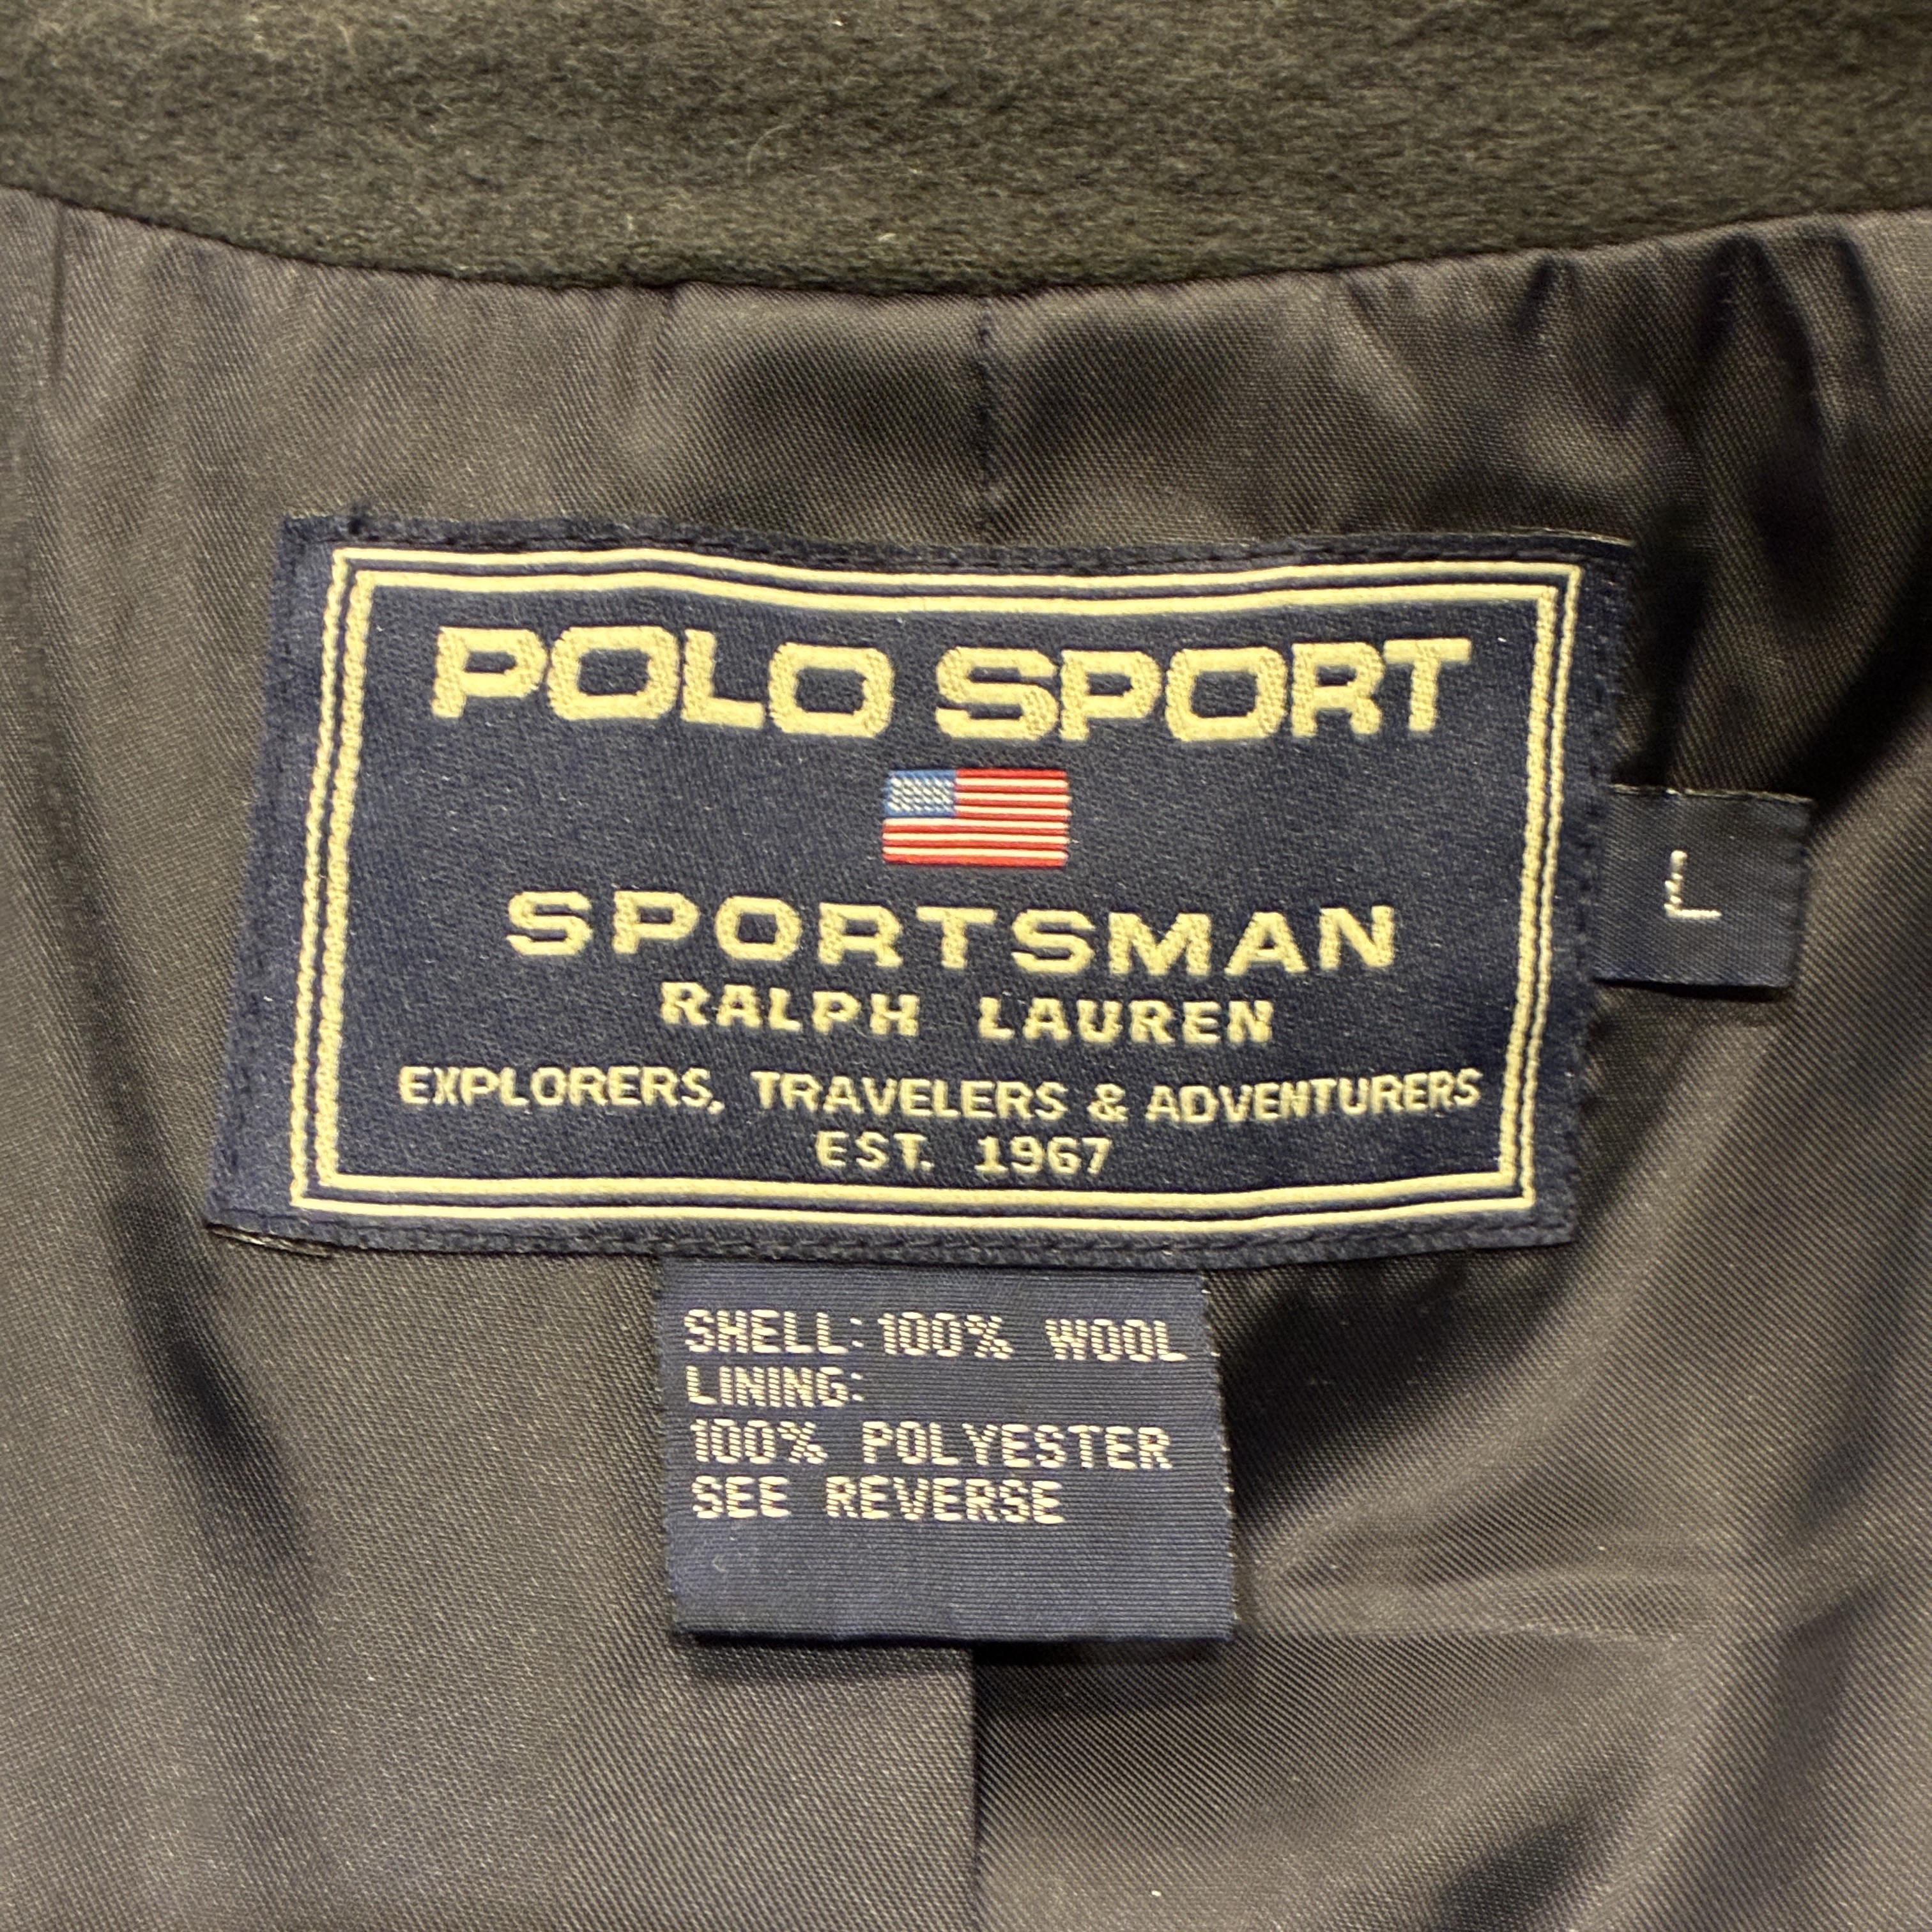 POLO SPORT
SPORTSMAN
RALPH LAUREN
EXPLORERS, TRAVELERS & ADVENTURERS
EST. 1967
L
SHELL: 100% WOOL
LINING:
100% POLYESTER
SEE REVERSE